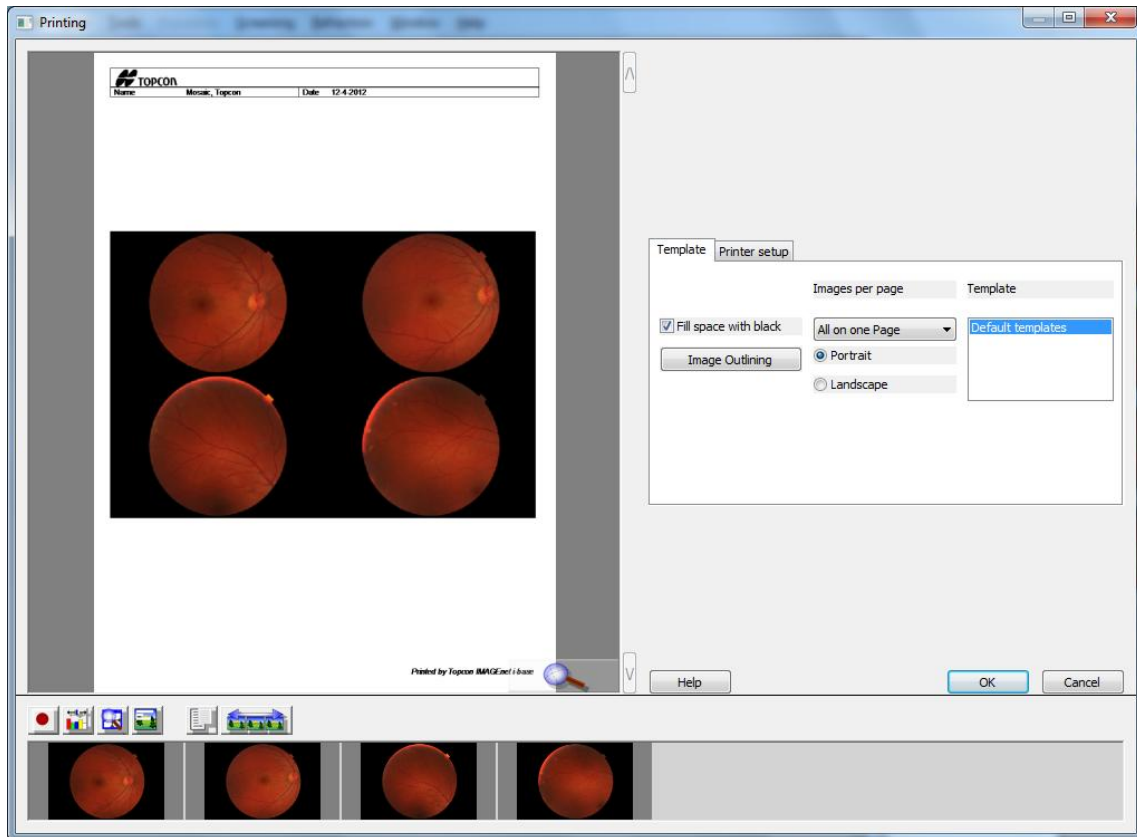 Printing
TOPCON
Name Mosaic, Topcon Date 12-4-2012
Template Printer setup
Images per page Template
Fill space with black All on one Page Default templates
Image Outlining Portrait
Landscape
Printed by Topcon IMAGEnet i-base
Help OK Cancel